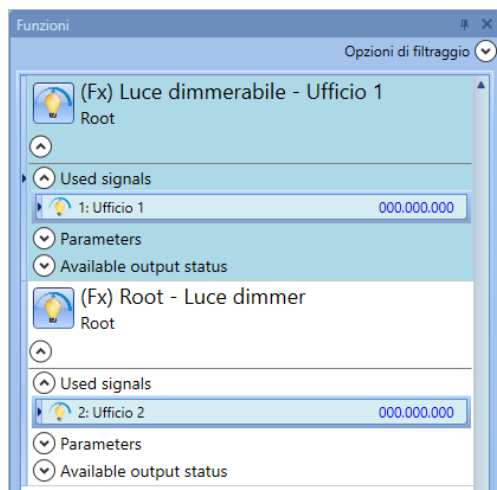 Funzioni
Opzioni di filtraggio
(Fx) Luce dimmerabile - Ufficio 1
Root
Used signals
1: Ufficio 1 000.000.000
Parameters
Available output status
(Fx) Root - Luce dimmer
Root
Used signals
2: Ufficio 2 000.000.000
Parameters
Available output status